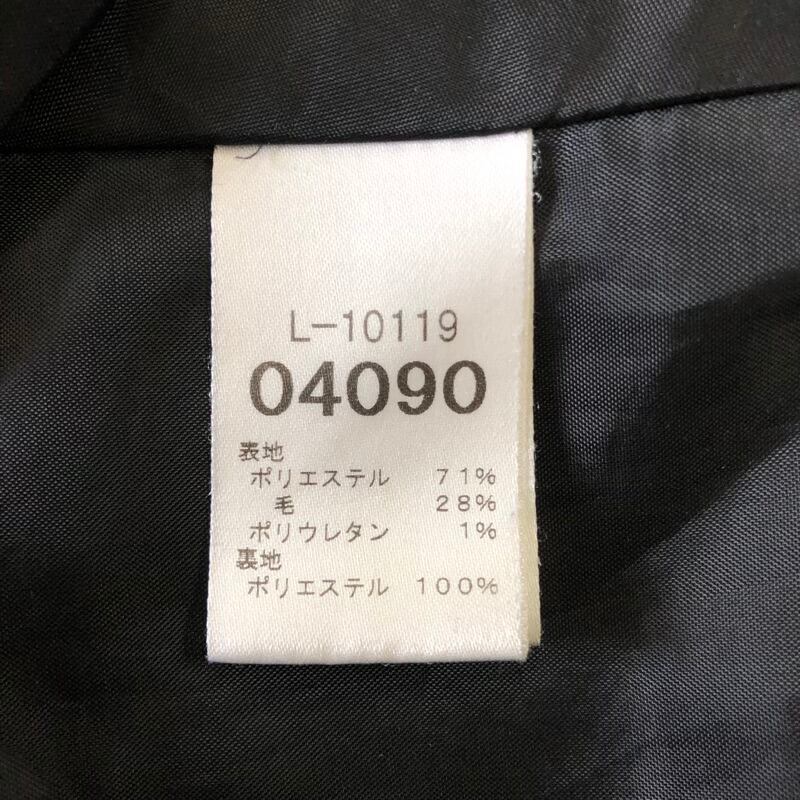 L-10119
04090
表地
ポリエステル 71%
毛 28%
ポリウレタン 1%
裏地
ポリエステル 100%